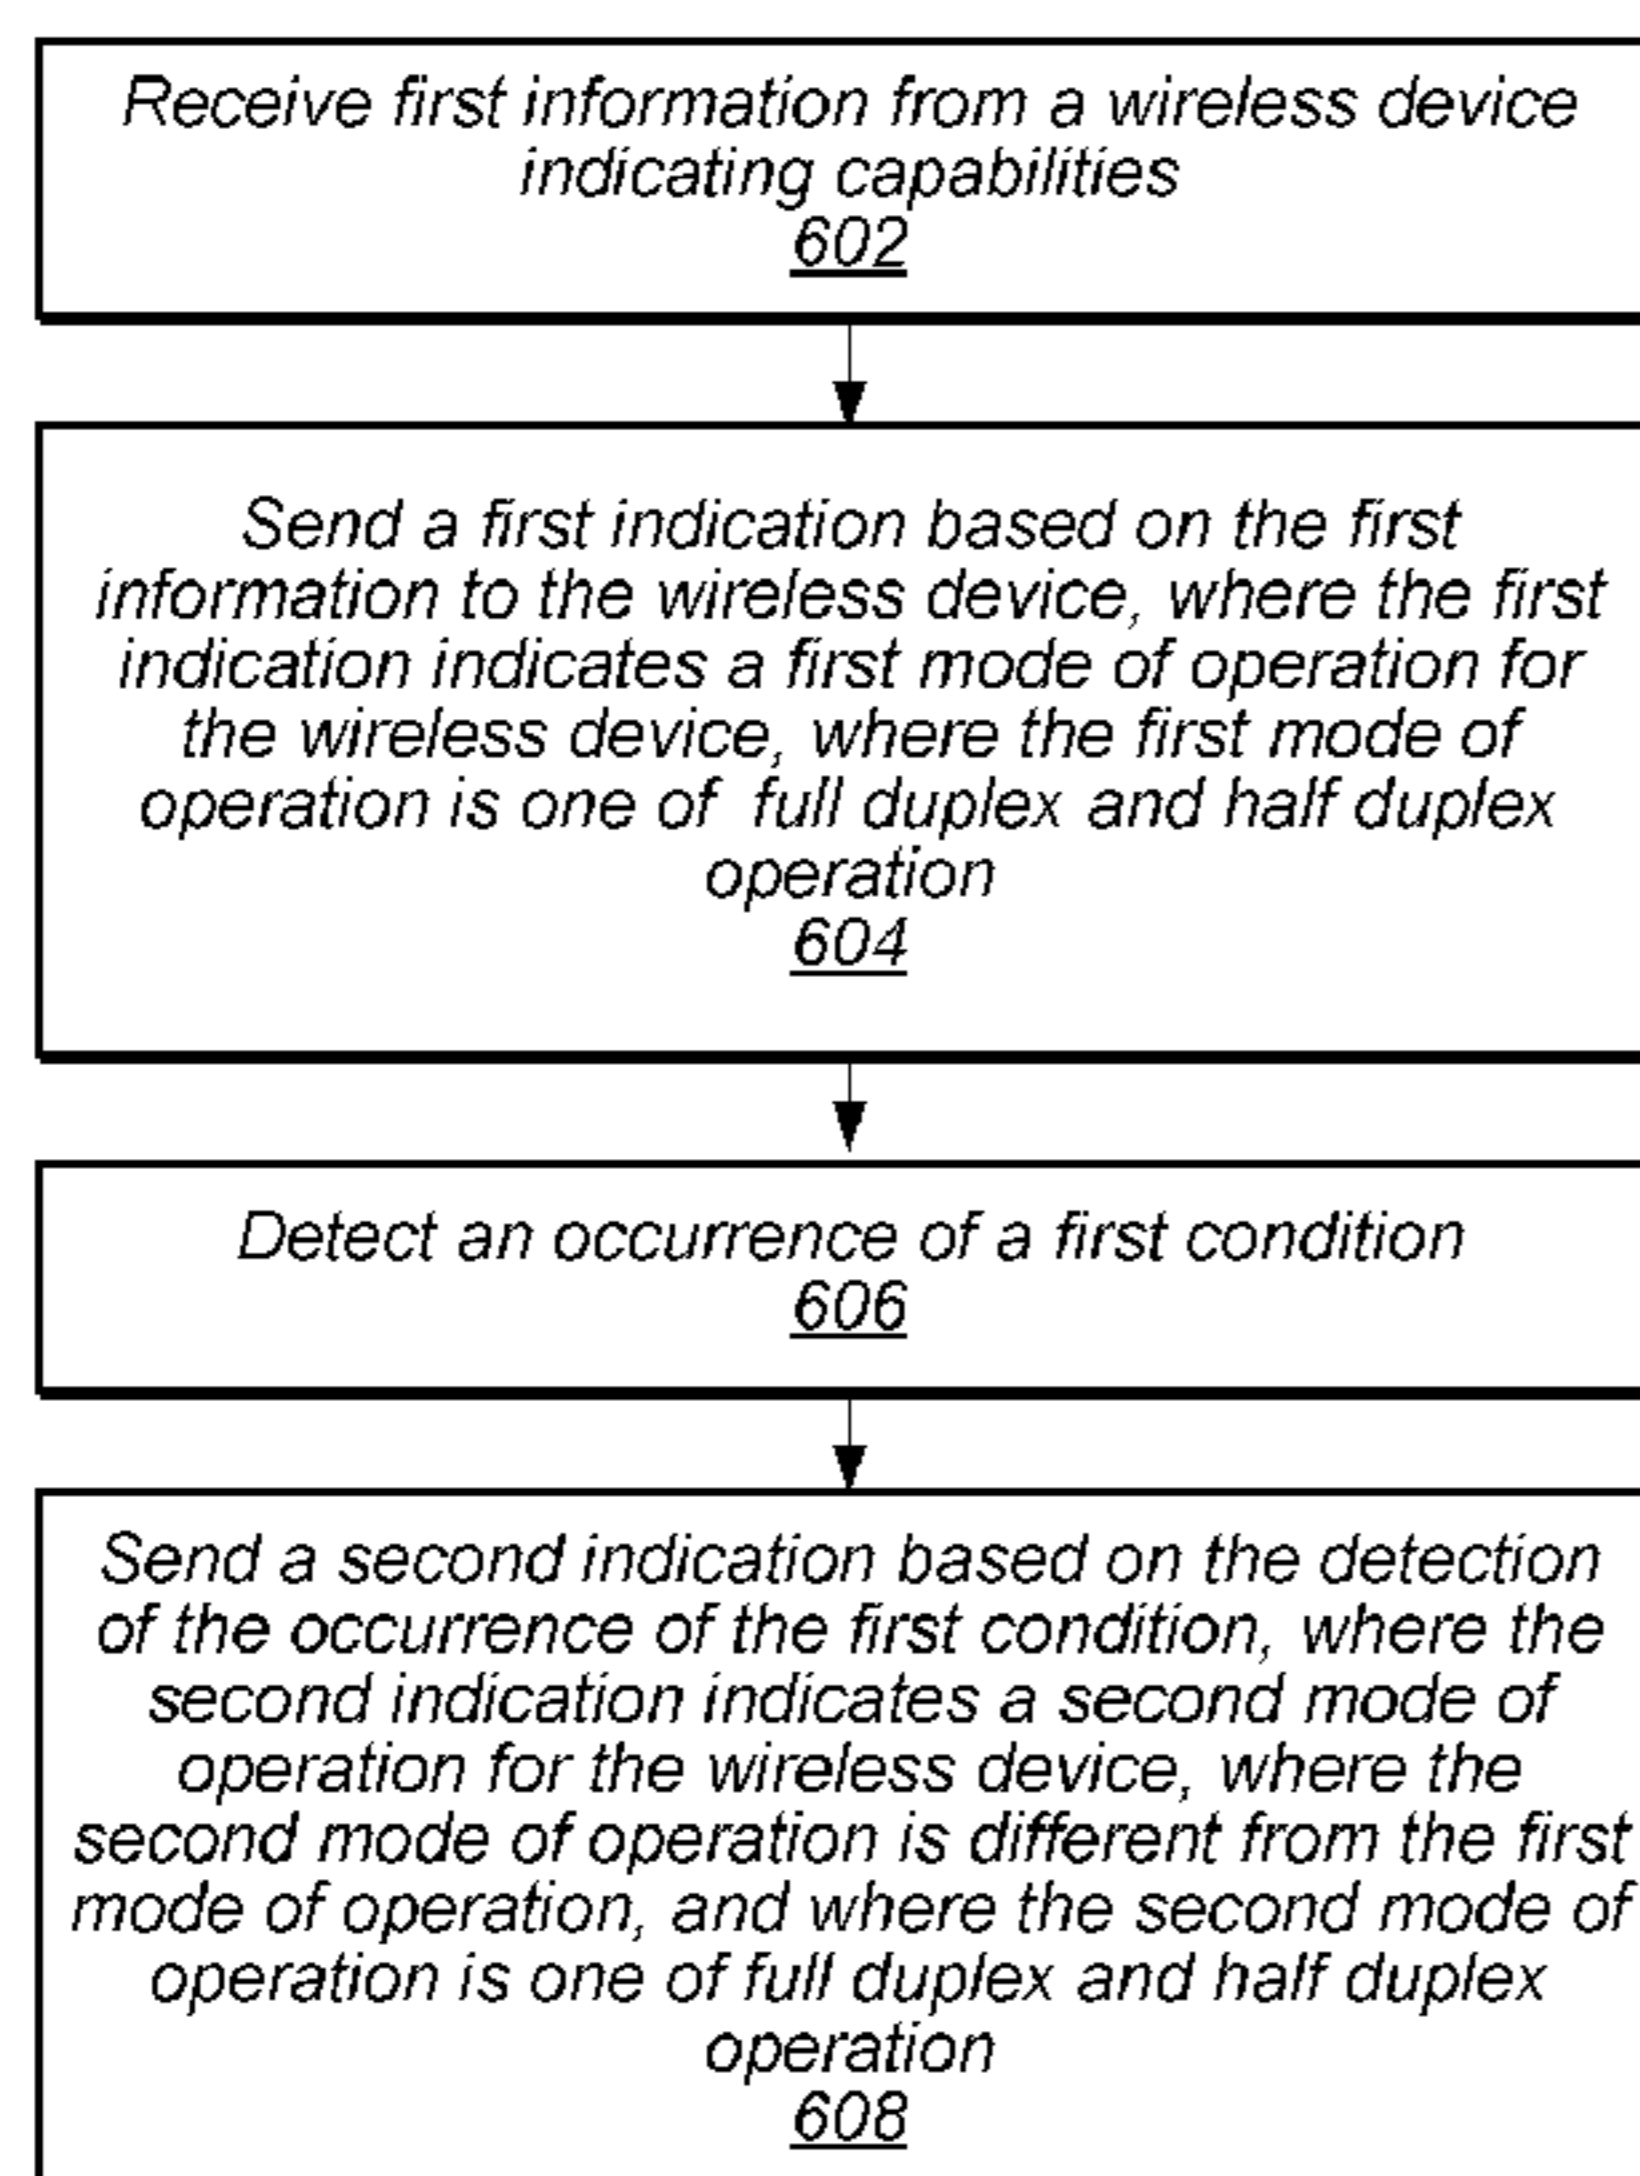 Receive first information from a wireless device
indicating capabilities
602
Send a first indication based on the first
information to the wireless device, where the first
indication indicates a first mode of operation for
the wireless device, where the first mode of
operation is one of full duplex and half duplex
operation
604
Detect an occurrence of a first condition
606
Send a second indication based on the detection
of the occurrence of the first condition, where the
second indication indicates a second mode of
operation for the wireless device, where the
second mode of operation is different from the first
mode of operation, and where the second mode of
operation is one of full duplex and half duplex
operation
608